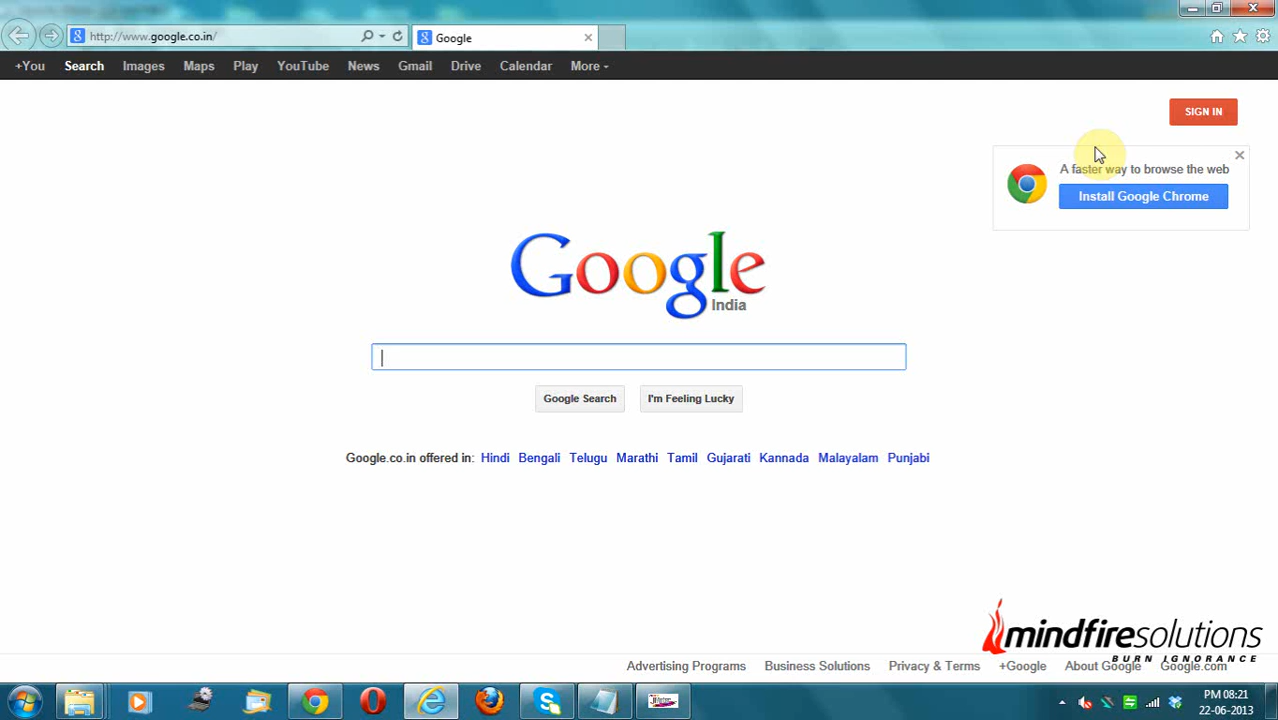 http://www.google.co.in/
Google
+You Search Images Maps Play YouTube News Gmail Drive Calendar More
SIGN IN
A faster way to browse the web
Install Google Chrome
Google
India
Google Search I'm Feeling Lucky
Google.co.in offered in: Hindi Bengali Telugu Marathi Tamil Gujarati Kannada Malayalam Punjabi
mindfiresolutions
BURN IGNORANCE
Advertising Programs Business Solutions Privacy & Terms +Google About Google Google.com
PM 08:21
22-06-2013